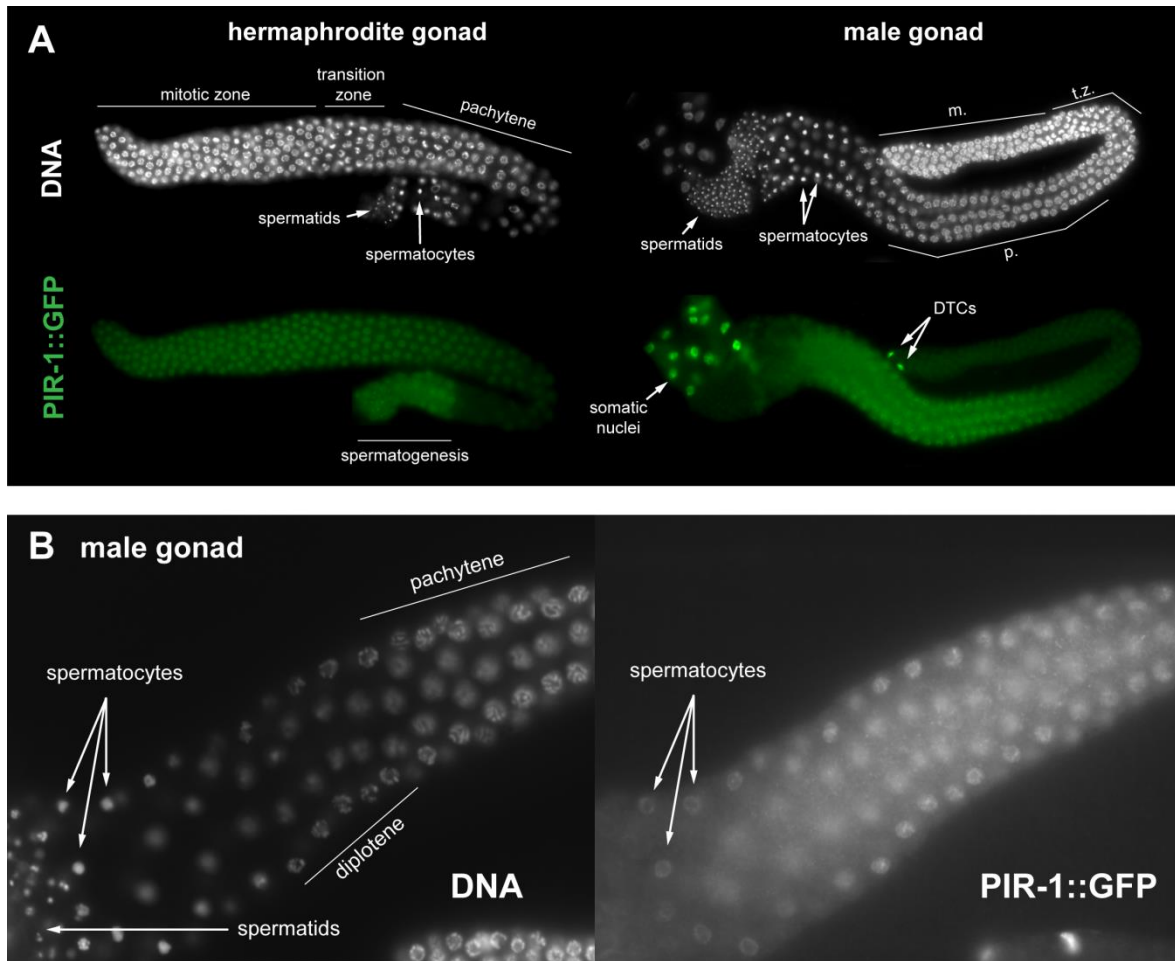 A
hermaphrodite gonad
male gonad
DNA
mitotic zone
transition
zone
pachytene
spermatids
spermatocytes
m.
t.z.
spermatids
spermatocytes
p.
PIR-1::GFP
spermatogenesis
DTCs
somatic
nuclei
B male gonad
pachytene
spermatocytes
diplotene
DNA
spermatids
spermatocytes
PIR-1::GFP